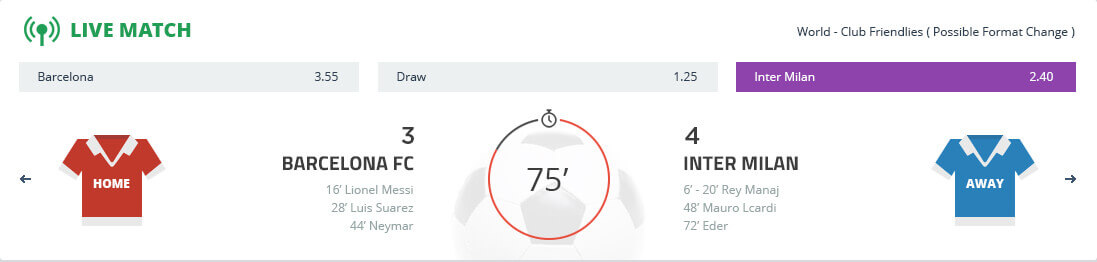 LIVE MATCH
World - Club Friendlies ( Possible Format Change )
Barcelona 3.55
Draw 1.25
Inter Milan 2.40
HOME
3
BARCELONA FC
16’ Lionel Messi
28’ Luis Suarez
44’ Neymar
75’
4
INTER MILAN
6’ - 20’ Rey Manaj
48’ Mauro Lcardi
72’ Eder
AWAY